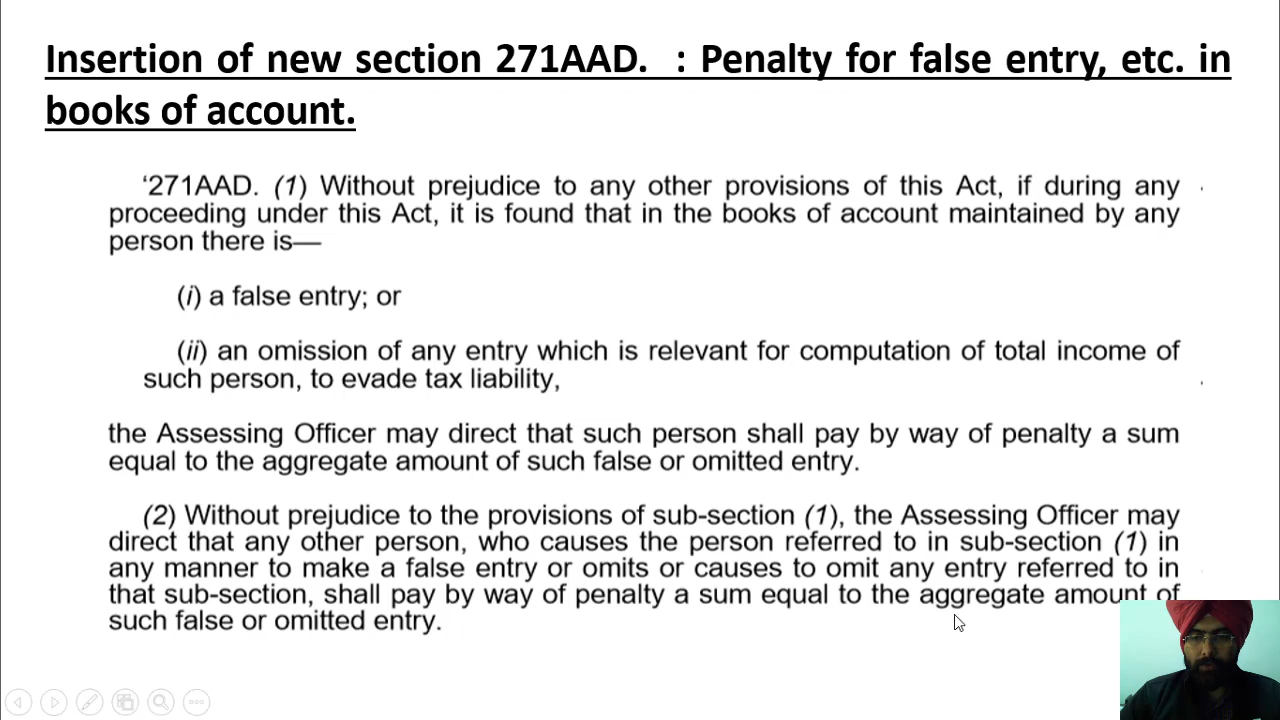 Insertion of new section 271AAD. : Penalty for false entry, etc. in
books of account.
‘271AAD. (1) Without prejudice to any other provisions of this Act, if during any
proceeding under this Act, it is found that in the books of account maintained by any
person there is—
(i) a false entry; or
(ii) an omission of any entry which is relevant for computation of total income of
such person, to evade tax liability,
the Assessing Officer may direct that such person shall pay by way of penalty a sum
equal to the aggregate amount of such false or omitted entry.
(2) Without prejudice to the provisions of sub-section (1), the Assessing Officer may
direct that any other person, who causes the person referred to in sub-section (1) in
any manner to make a false entry or omits or causes to omit any entry referred to in
that sub-section, shall pay by way of penalty a sum equal to the aggregate amount of
such false or omitted entry.